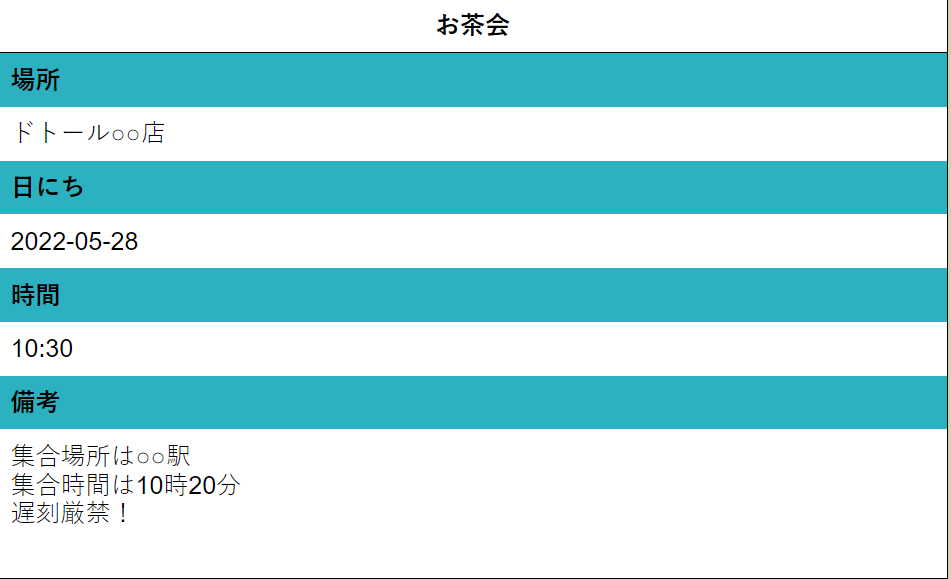 お茶会
場所
ドトール○○店
日にち
2022-05-28
時間
10:30
備考
集合場所は○○駅
集合時間は10時20分
遅刻厳禁！